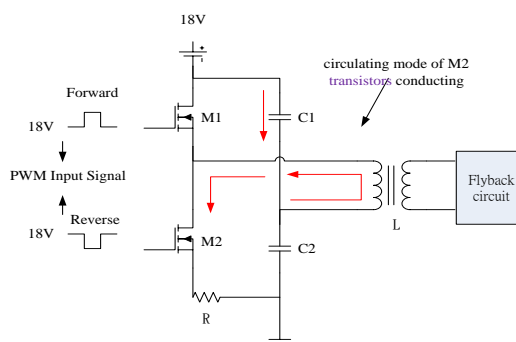 18V
circulating mode of M2
transistors conducting
Forward
18V
M1
C1
PWM Input Signal
Reverse
18V
M2
C2
L
Flyback
circuit
R